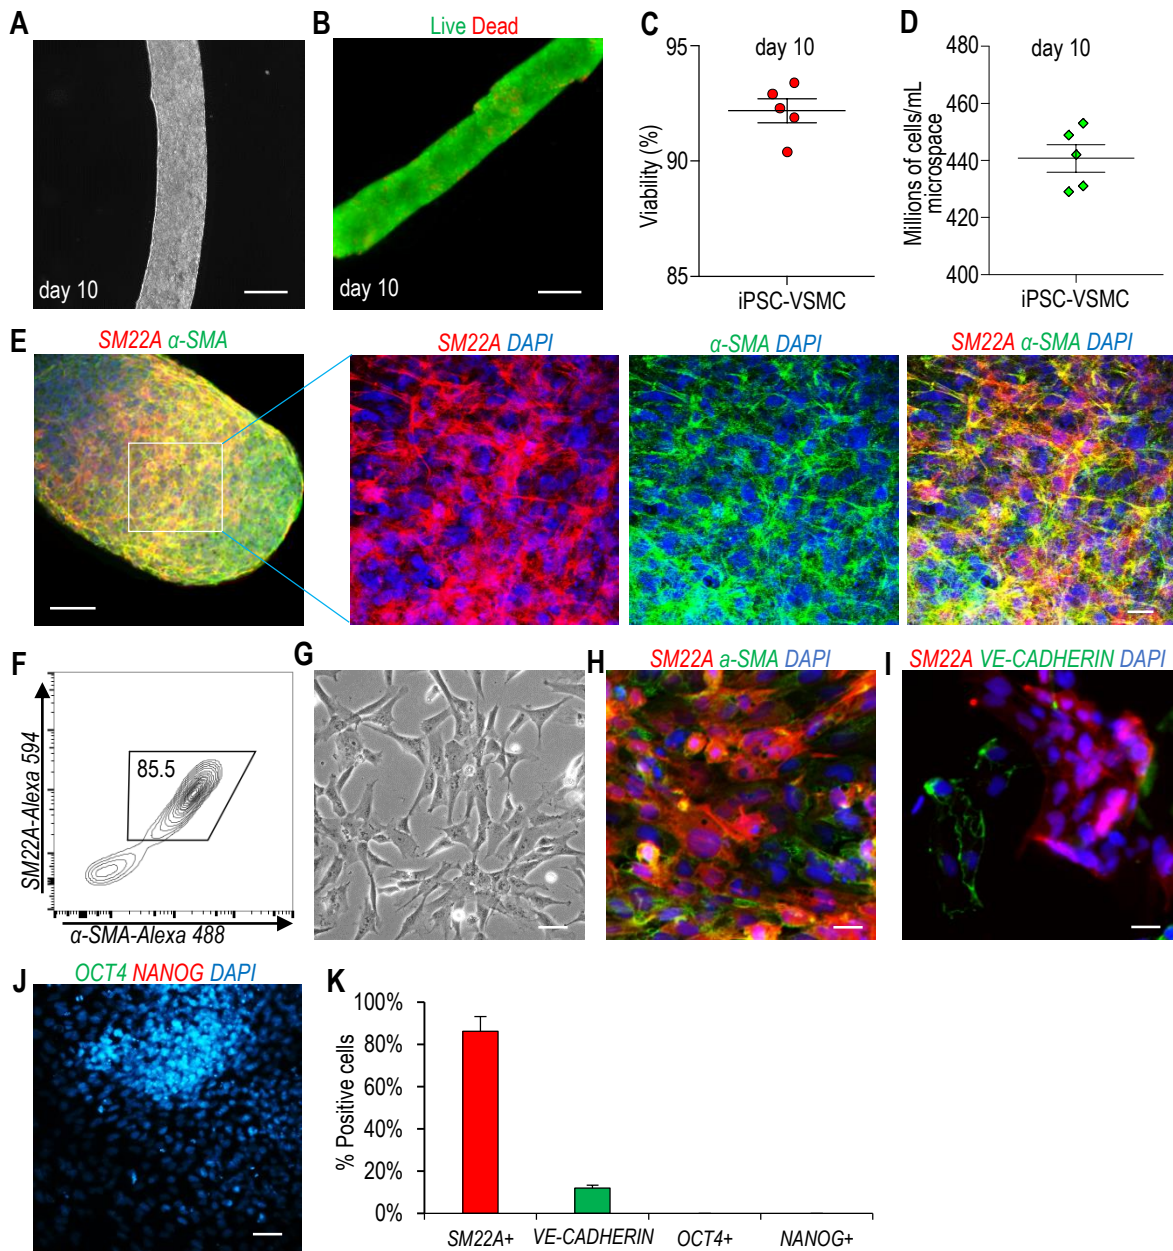 A
day 10
B
Live Dead
day 10
C
95
90
85
Viability (%)
day 10
iPSC-VSMC
D
480
460
440
420
400
Millions of cells/mL
microspace
day 10
iPSC-VSMC
E
SM22A α-SMA
SM22A DAPI
α-SMA DAPI
SM22A α-SMA DAPI
F
SM22A-Alexa 594
85.5
α-SMA-Alexa 488
G
H
SM22A a-SMA DAPI
I
SM22A VE-CADHERIN DAPI
J
OCT4 NANOG DAPI
K
100%
80%
60%
40%
20%
0%
% Positive cells
SM22A+ VE-CADHERIN OCT4+ NANOG+